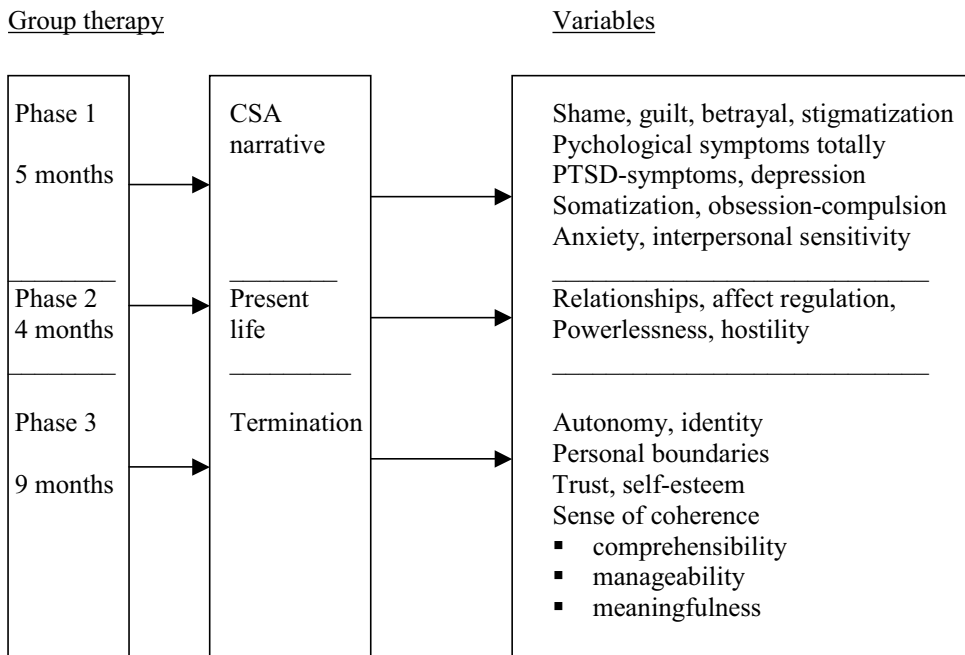 Group therapy
Variables
Phase 1
5 months
CSA
narrative
Shame, guilt, betrayal, stigmatization
Pychological symptoms totally
PTSD-symptoms, depression
Somatization, obsession-compulsion
Anxiety, interpersonal sensitivity
Phase 2
4 months
Present
life
Relationships, affect regulation,
Powerlessness, hostility
Phase 3
9 months
Termination
Autonomy, identity
Personal boundaries
Trust, self-esteem
Sense of coherence
▪ comprehensibility
▪ manageability
▪ meaningfulness